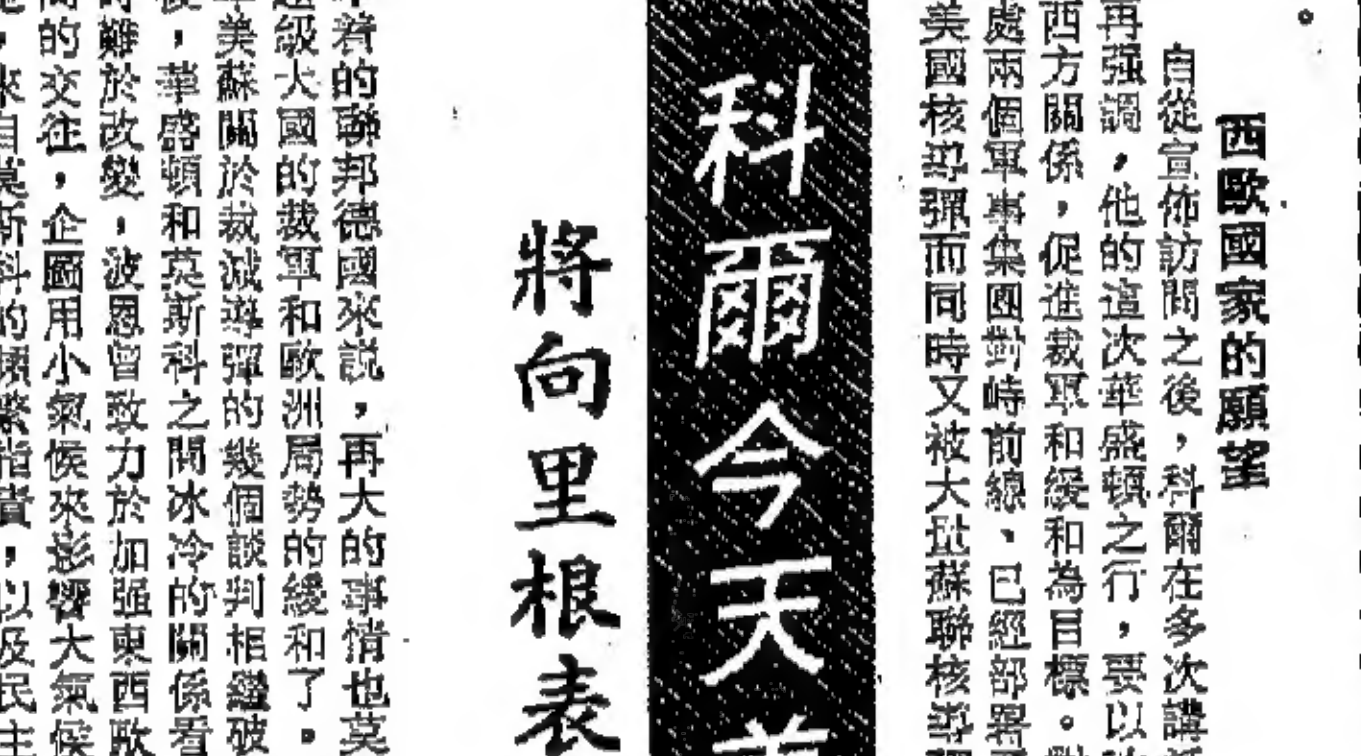 。
西歐國家的願望
自從宣佈訪問之後，科爾在多次講
再强調，他的這次華盛頓之行，要以
西方關係，促進裁軍和緩和為目標。
處兩個軍事集團對峙前線、已經部署
美國核導彈而同時又被大批蘇聯核導
科爾今天
將向里根表
着的聯邦德國來説，再大的事情也莫
級大國的裁軍和歐洲局勢的緩和了。
美蘇關於裁減導彈的幾個談判相繼破
，華盛頓和莫斯科之間冰冷的關係看
難於改變，波恩曾致力於加强東西歐
的交往，企圖用小氣候來影響大氣候
，來自莫斯科的頻繁指責，以及民主